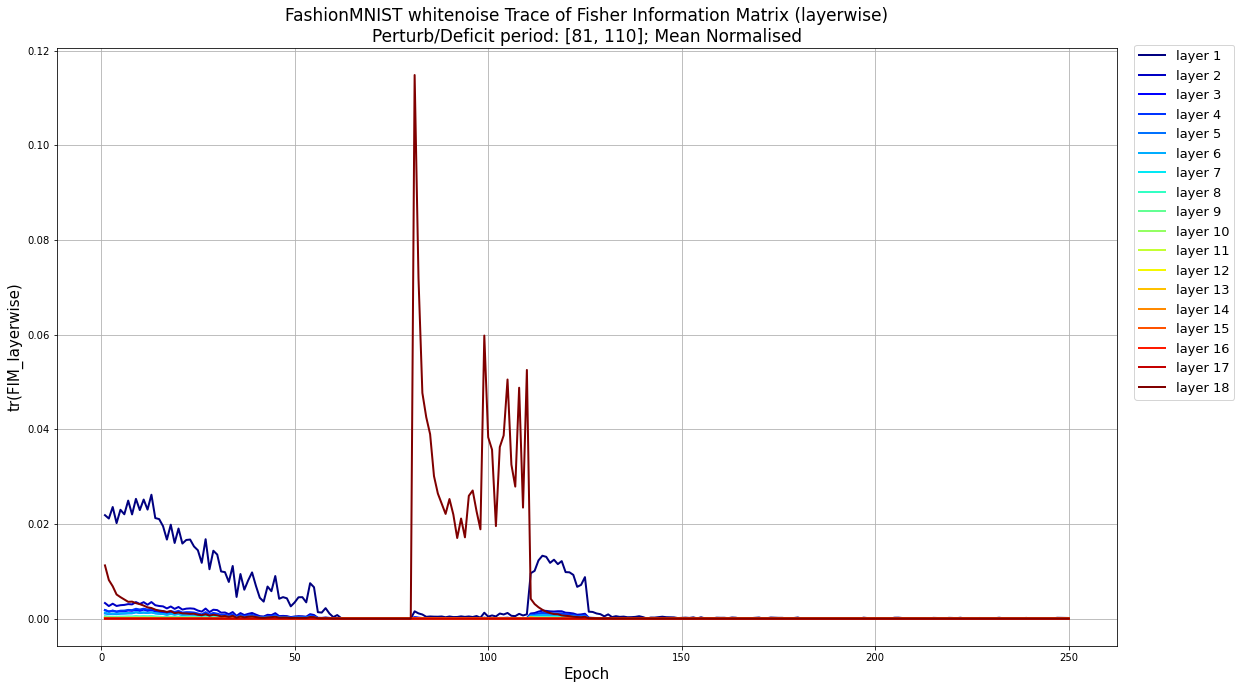 FashionMNIST whitenoise Trace of Fisher Information Matrix (layerwise)
Perturb/Deficit period: [81, 110]; Mean Normalised
0.12
0.10
0.08
0.06
0.04
0.02
0.00
tr(FIM_layerwise)
0
50
100
150
200
250
Epoch
layer 1
layer 2
layer 3
layer 4
layer 5
layer 6
layer 7
layer 8
layer 9
layer 10
layer 11
layer 12
layer 13
layer 14
layer 15
layer 16
layer 17
layer 18